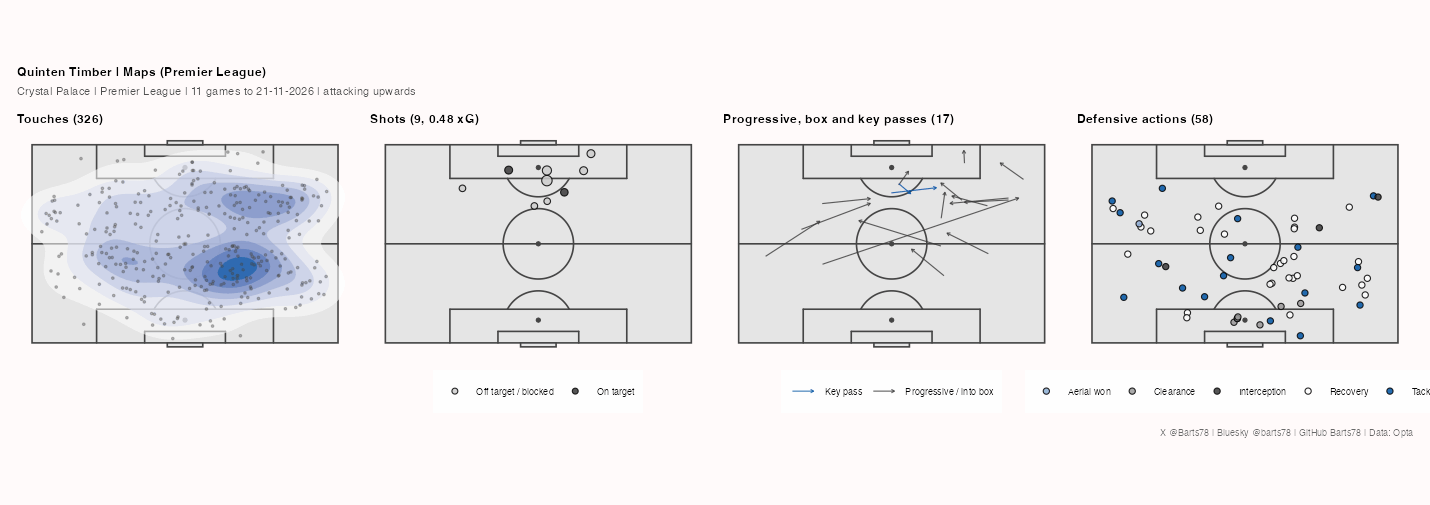 Quinten Timber | Maps (Premier League)
Crystal Palace | Premier League | 11 games to 21-11-2026 | attacking upwards
Touches (326)
Shots (9, 0.48 xG)
Progressive, box and key passes (17)
Defensive actions (58)
Off target / blocked
On target
Key pass
Progressive / into box
Aerial won
Clearance
Interception
Recovery
Tack
X @Barts78 | Bluesky @barts78 | GitHub Barts78 | Data: Opta